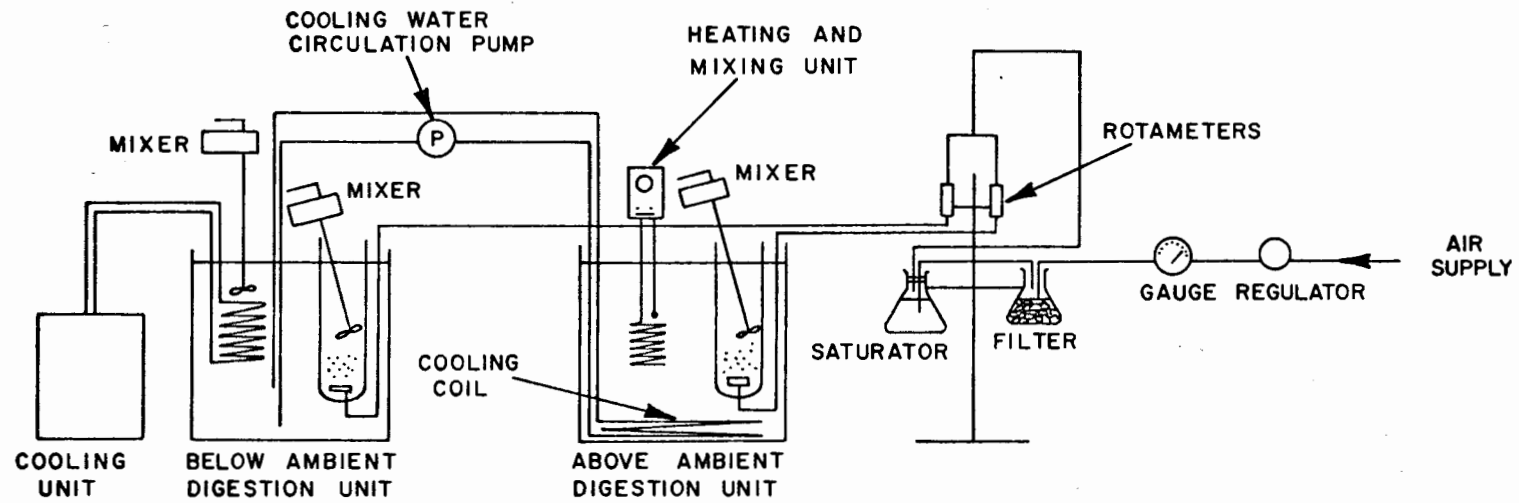 COOLING WATER
CIRCULATION PUMP
HEATING AND
MIXING UNIT
MIXER
P
ROTAMETERS
MIXER
MIXER
AIR
SUPPLY
GAUGE
REGULATOR
SATURATOR
FILTER
COOLING
COIL
COOLING
UNIT
BELOW AMBIENT
DIGESTION UNIT
ABOVE AMBIENT
DIGESTION UNIT